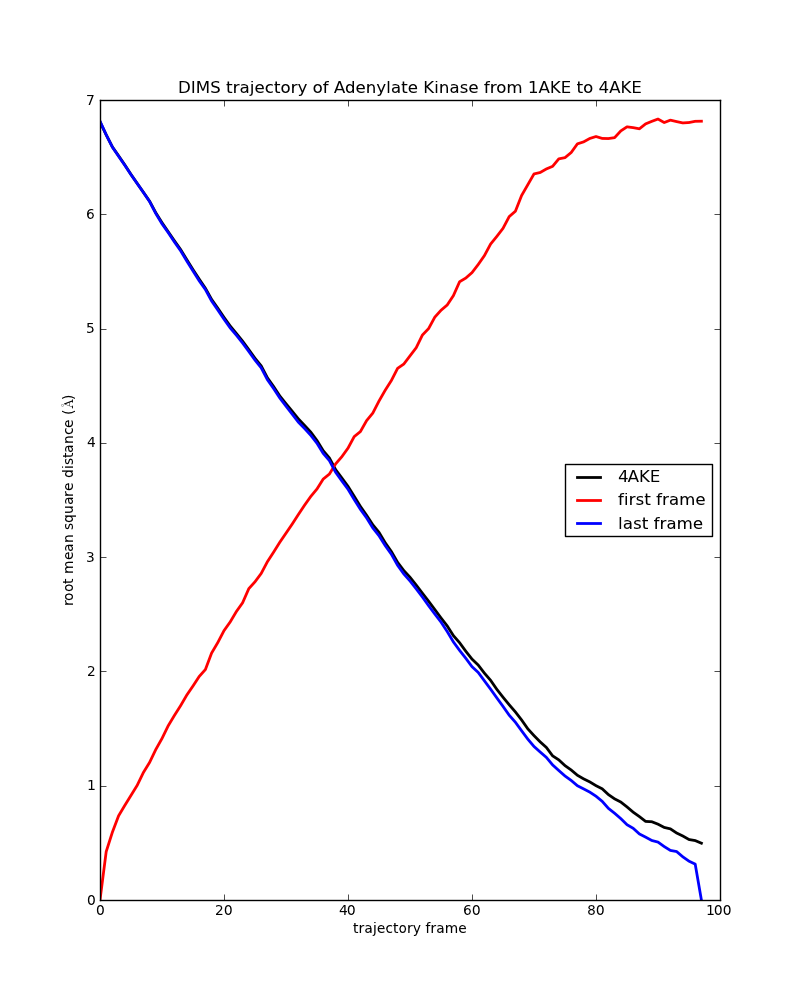 DIMS trajectory of Adenylate Kinase from 1AKE to 4AKE
7
6
5
4
3
2
1
0
root mean square distance (Å)
4AKE
first frame
last frame
0 20 40 60 80 100
trajectory frame